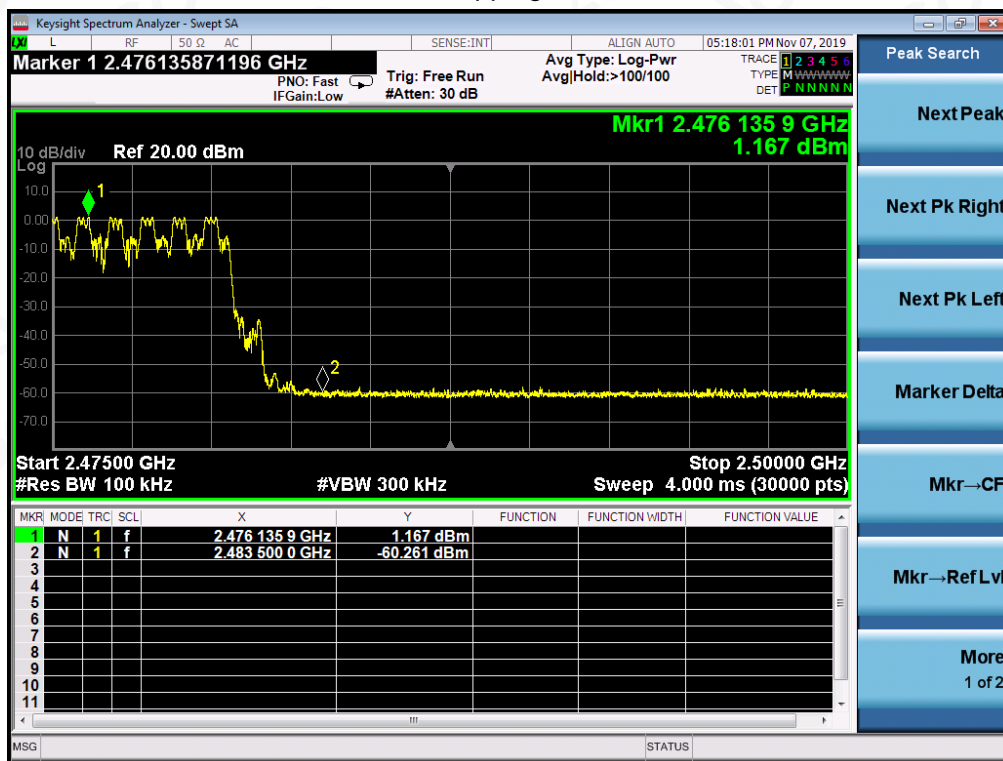 Keysight Spectrum Analyzer - Swept SA
LXI L RF 50 Ω AC SENSE:INT ALIGN AUTO 05:18:01 PM Nov 07, 2019
Marker 1 2.476135871196 GHz
PNO: Fast
IFGain:Low
Trig: Free Run
#Atten: 30 dB
Avg Type: Log-Pwr
Avg|Hold:>100/100
TRACE 1 2 3 4 5 6
TYPE M W W W W W
DET P N N N N N
Mkr1 2.476 135 9 GHz
1.167 dBm
10 dB/div Ref 20.00 dBm
Log
10.0
0.00
-10.0
-20.0
-30.0
-40.0
-50.0
-60.0
-70.0
1
2
Start 2.47500 GHz Stop 2.50000 GHz
#Res BW 100 kHz #VBW 300 kHz Sweep 4.000 ms (30000 pts)
MKR MODE TRC SCL X Y FUNCTION FUNCTION WIDTH FUNCTION VALUE
1 N 1 f 2.476 135 9 GHz 1.167 dBm
2 N 1 f 2.483 500 0 GHz -60.261 dBm
3
4
5
6
7
8
9
10
11
MSG STATUS
Peak Search
Next Peak
Next Pk Right
Next Pk Left
Marker Delta
Mkr→CF
Mkr→Ref Lvl
More
1 of 2